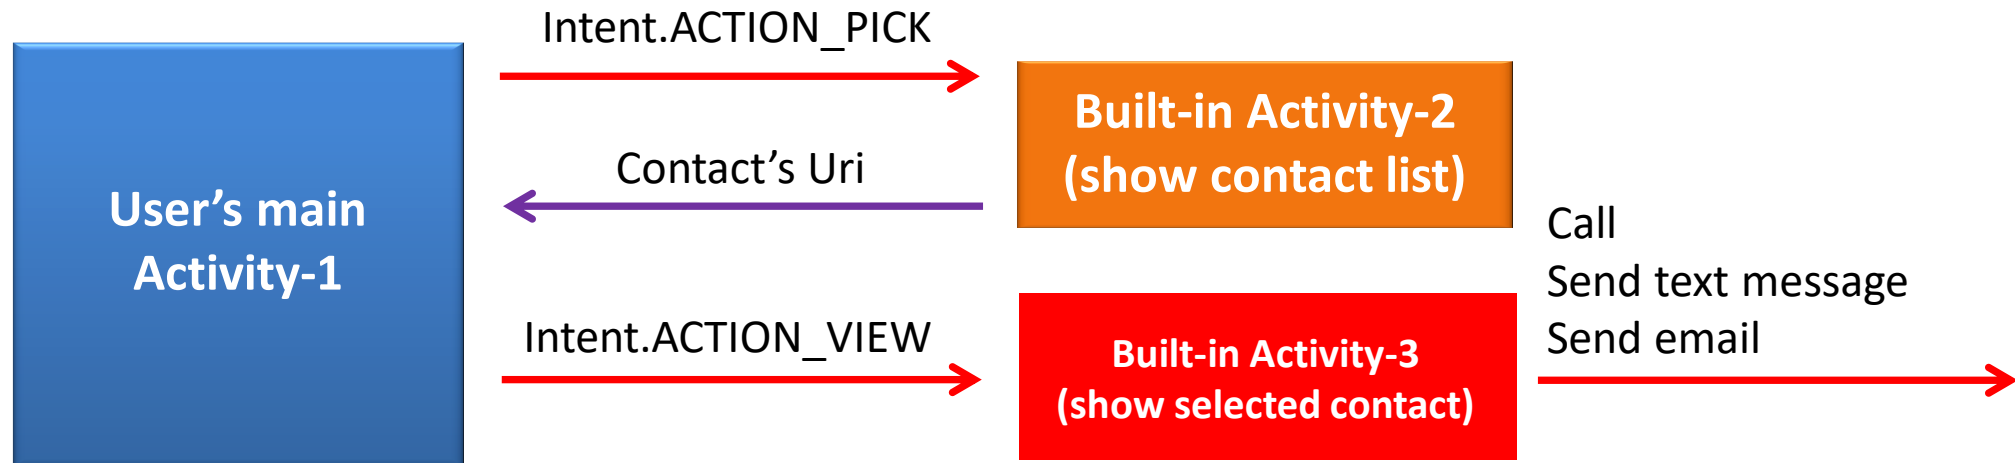 Intent.ACTION_PICK
Built-in Activity-2
(show contact list)
Contact’s Uri
User’s main
Activity-1
Intent.ACTION_VIEW
Built-in Activity-3
(show selected contact)
Call
Send text message
Send email